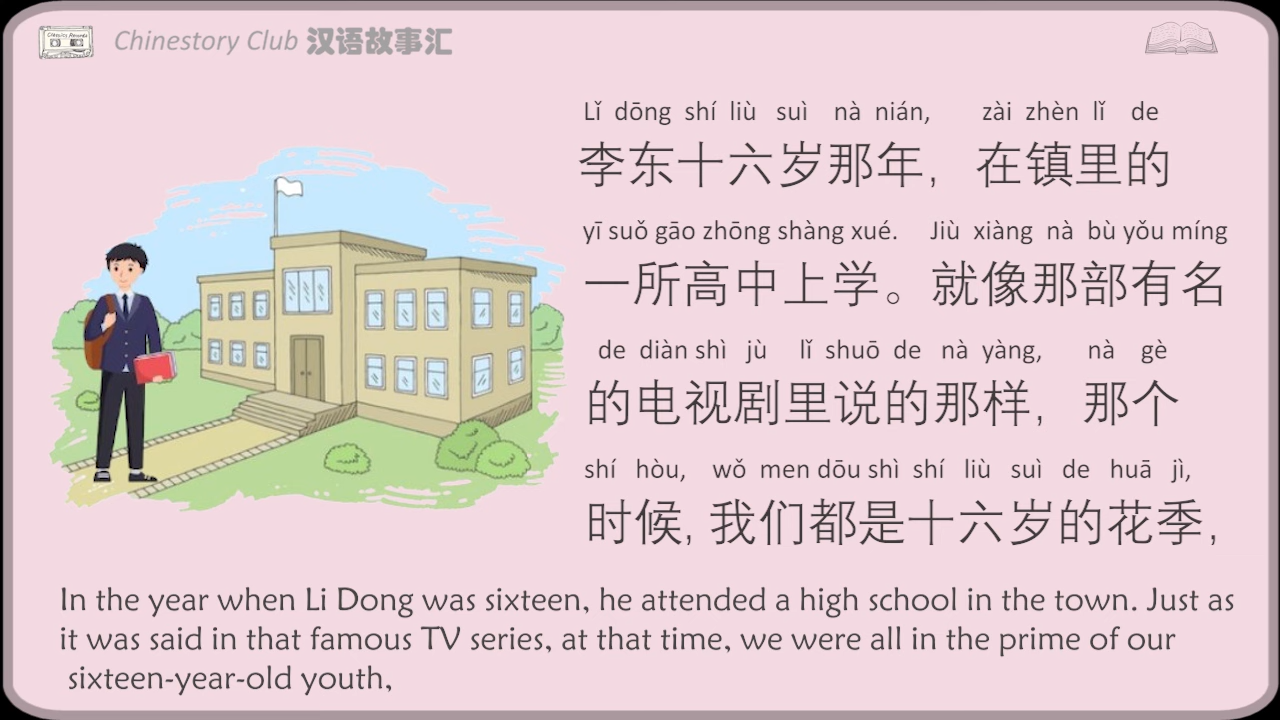 Classics Records
Chinestory Club 汉语故事汇
Lǐ dōng shí liù suì nà nián, zài zhèn lǐ de
李东十六岁那年, 在镇里的
yī suǒ gāo zhōng shàng xué. Jiù xiàng nà bù yǒu míng
一所高中上学。就像那部有名
de diàn shì jù lǐ shuō de nà yàng, nà gè
的电视剧里说的那样, 那个
shí hòu, wǒ men dōu shì shí liù suì de huā jì,
时候, 我们都是十六岁的花季,
In the year when Li Dong was sixteen, he attended a high school in the town. Just as
it was said in that famous TV series, at that time, we were all in the prime of our
sixteen-year-old youth,